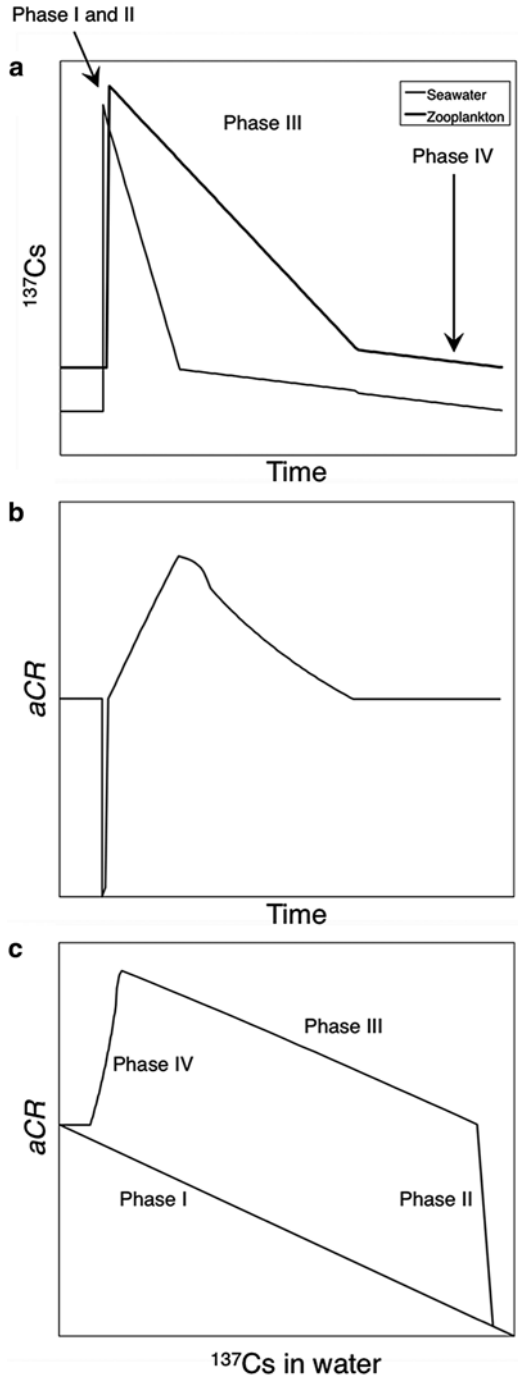 Phase I and II
a
Seawater
Zooplankton
Phase III
Phase IV
¹³⁷Cs
Time
b
aCR
Time
c
Phase III
Phase IV
aCR
Phase I
Phase II
¹³⁷Cs in water